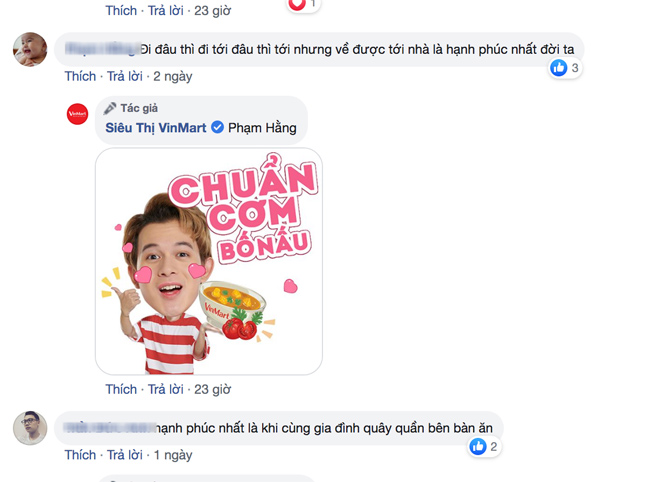 Thích · Trả lời · 23 giờ
1
Đi đâu thì đi tới đâu thì tới nhưng về được tới nhà là hạnh phúc nhất đời ta
3
Thích · Trả lời · 2 ngày
Tác giả
VinMart
Siêu Thị VinMart Phạm Hằng
CHUẨN
CƠM
BỐ NẤU
VinMart
Thích · Trả lời · 23 giờ
hạnh phúc nhất là khi cùng gia đình quây quần bên bàn ăn
2
Thích · Trả lời · 1 ngày